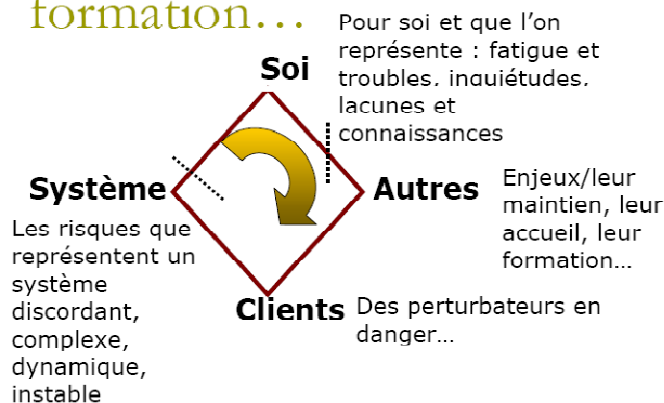 formation…
Pour soi et que l’on
représente : fatigue et
troubles, inquiétudes,
lacunes et
connaissances
Soi
Système
Autres
Enjeux/leur
maintien, leur
accueil, leur
formation…
Les risques que
représentent un
système
discordant,
complexe,
dynamique,
instable
Clients
Des perturbateurs en
danger…